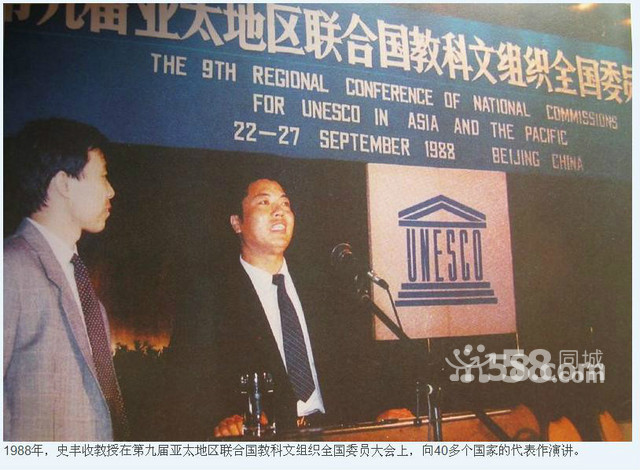 第九届亚太地区联合国教科文组织全国委员
THE 9TH REGIONAL CONFERENCE OF NATIONAL COMMISSIONS
FOR UNESCO IN ASIA AND THE PACIFIC
22—27 SEPTEMBER 1988 BEIJING CHINA
UNESCO
558同城
.com
1988年，史丰收教授在第九届亚太地区联合国教科文组织全国委员大会上，向40多个国家的代表作演讲。